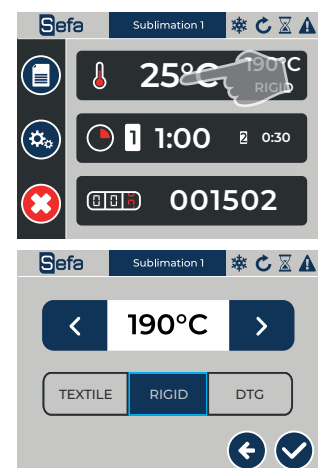 Sefa Sublimation 1
25°C 190°C
RIGID
1 1:00 2 0:30
001502
Sefa Sublimation 1
190°C
TEXTILE RIGID DTG